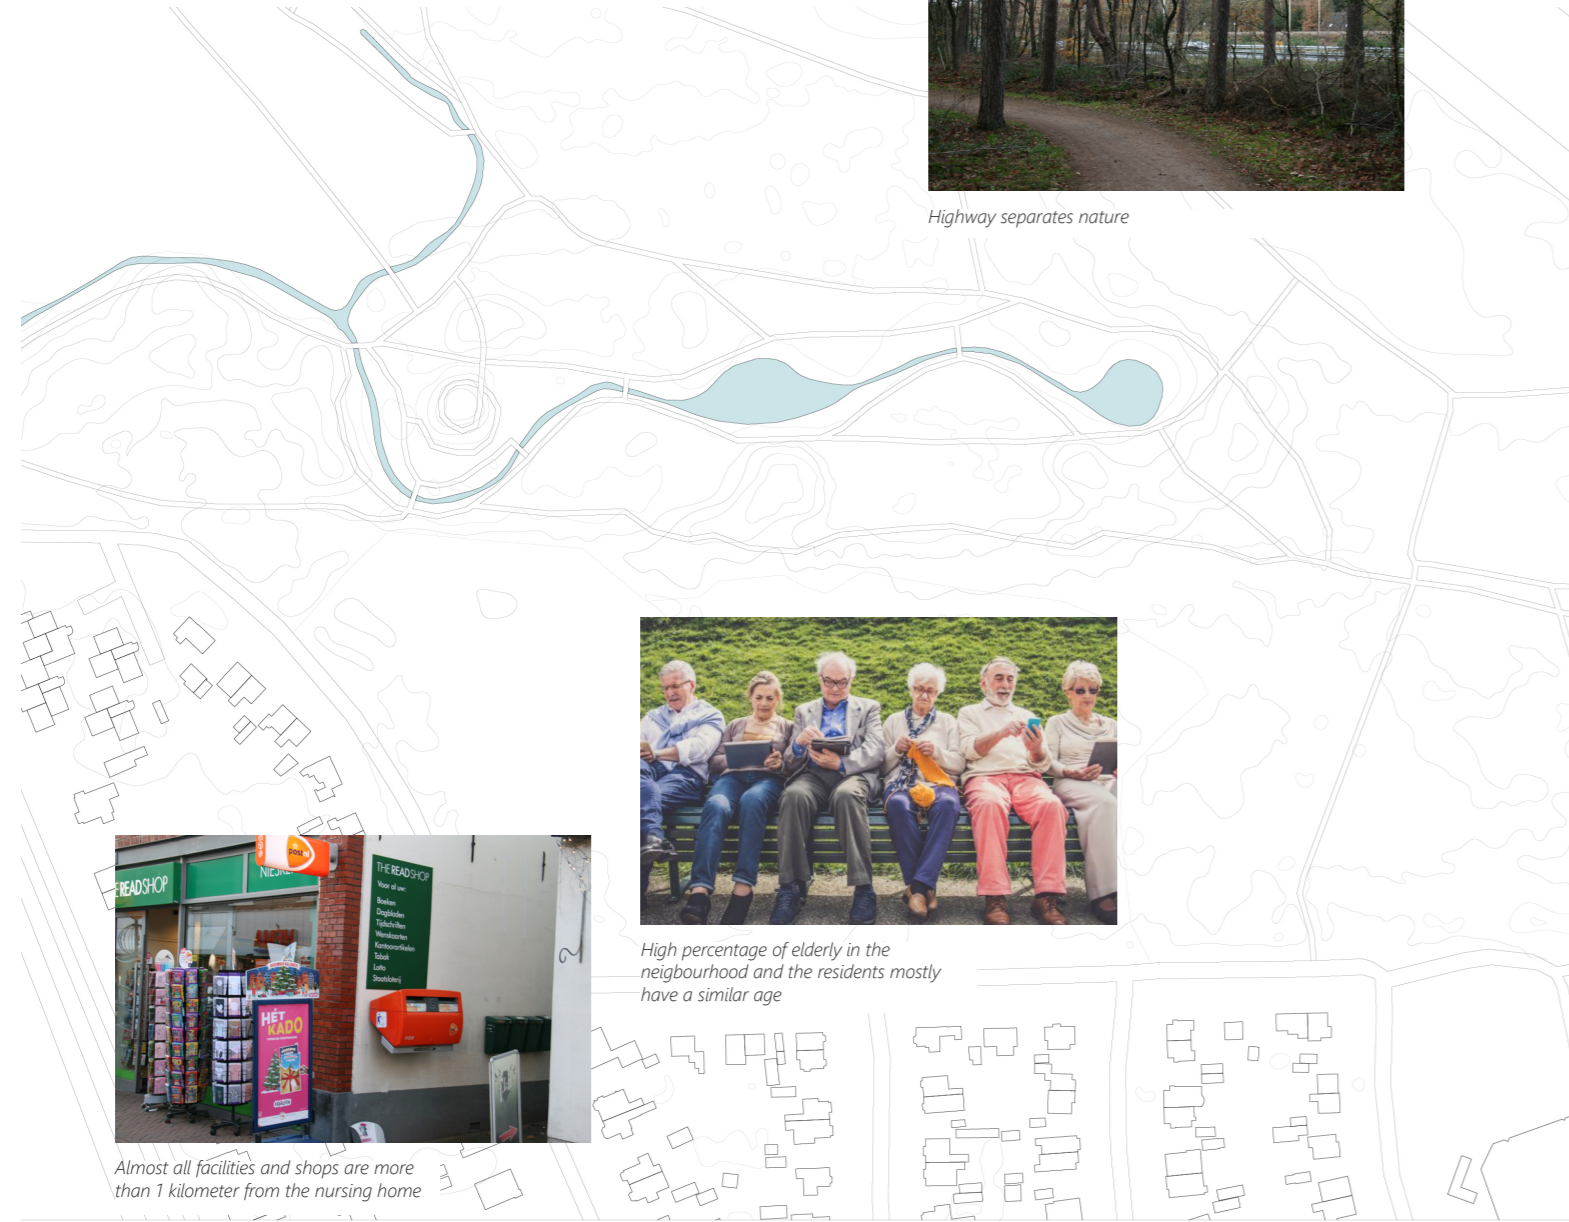 Highway separates nature
High percentage of elderly in the
neigbourhood and the residents mostly
have a similar age
post
READSHOP
THE READSHOP
Voor al uw:
Boeken
Dagbladen
Tijdschriften
Wenskaarten
Kantoorartikelen
Tabak
Lotto
Staatsloterij
HÉT
KADO
Almost all facilities and shops are more
than 1 kilometer from the nursing home